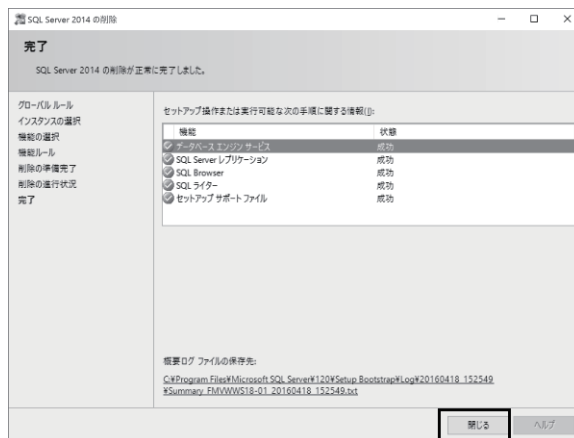 SQL Server 2014 の削除
完了
SQL Server 2014 の削除が正常に完了しました。
グローバル ルール
インスタンスの選択
機能の選択
機能ルール
削除の準備完了
削除の進行状況
完了
セットアップ操作または実行可能な次の手順に関する情報(I):
機能 状態
データベース エンジン サービス 成功
SQL Server レプリケーション 成功
SQL Browser 成功
SQL ライター 成功
セットアップ サポート ファイル 成功
概要ログ ファイルの保存先:
C:¥Program Files¥Microsoft SQL Server¥120¥Setup Bootstrap¥Log¥20160418_152549
¥Summary_FMVWWS18-01_20160418_152549.txt
閉じる ヘルプ